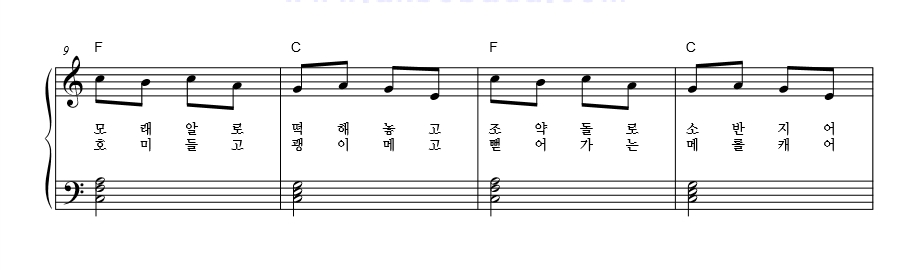 9 F C F C
모 래 알 로 떡 해 놓 고 조 약 돌 로 소 반 지 어
호 미 들 고 괭 이 메 고 뻗 어 가 는 메 를 캐 어